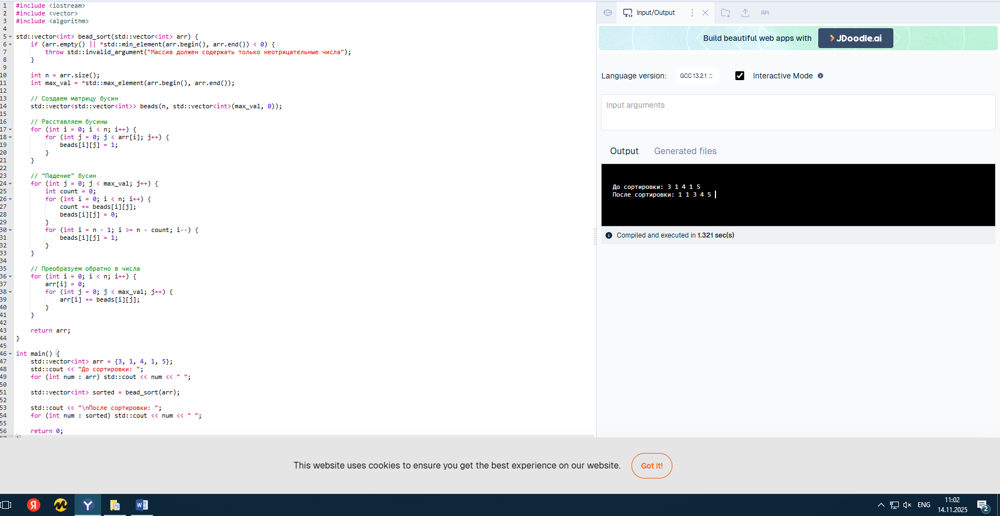 1 #include <iostream>
2 #include <vector>
3 #include <algorithm>
4
5 std::vector<int> bead_sort(std::vector<int> arr) {
6     if (arr.empty() || *std::min_element(arr.begin(), arr.end()) < 0) {
7         throw std::invalid_argument("Массив должен содержать только неотрицательные числа");
8     }
9
10     int n = arr.size();
11     int max_val = *std::max_element(arr.begin(), arr.end());
12
13     // Создаем матрицу бусин
14     std::vector<std::vector<int>> beads(n, std::vector<int>(max_val, 0));
15
16     // Расставляем бусины
17     for (int i = 0; i < n; i++) {
18         for (int j = 0; j < arr[i]; j++) {
19             beads[i][j] = 1;
20         }
21     }
22
23     // "Падение" бусин
24     for (int j = 0; j < max_val; j++) {
25         int count = 0;
26         for (int i = 0; i < n; i++) {
27             count += beads[i][j];
28             beads[i][j] = 0;
29         }
30         for (int i = n - 1; i >= n - count; i--) {
31             beads[i][j] = 1;
32         }
33     }
34
35     // Преобразуем обратно в числа
36     for (int i = 0; i < n; i++) {
37         arr[i] = 0;
38         for (int j = 0; j < max_val; j++) {
39             arr[i] += beads[i][j];
40         }
41     }
42
43     return arr;
44 }
45
46 int main() {
47     std::vector<int> arr = {3, 1, 4, 1, 5};
48     std::cout << "До сортировки: ";
49     for (int num : arr) std::cout << num << " ";
50
51     std::vector<int> sorted = bead_sort(arr);
52
53     std::cout << "\nПосле сортировки: ";
54     for (int num : sorted) std::cout << num << " ";
55
56     return 0;
Input/Output
API
Build beautiful web apps with
JDoodle.ai
Language version:
GCC 13.2.1
Interactive Mode
Input arguments
Output
Generated files
До сортировки: 3 1 4 1 5
После сортировки: 1 1 3 4 5
Compiled and executed in 1.321 sec(s)
This website uses cookies to ensure you get the best experience on our website.
Got it!
Я
Y
W
ENG
11:02
14.11.2025
2